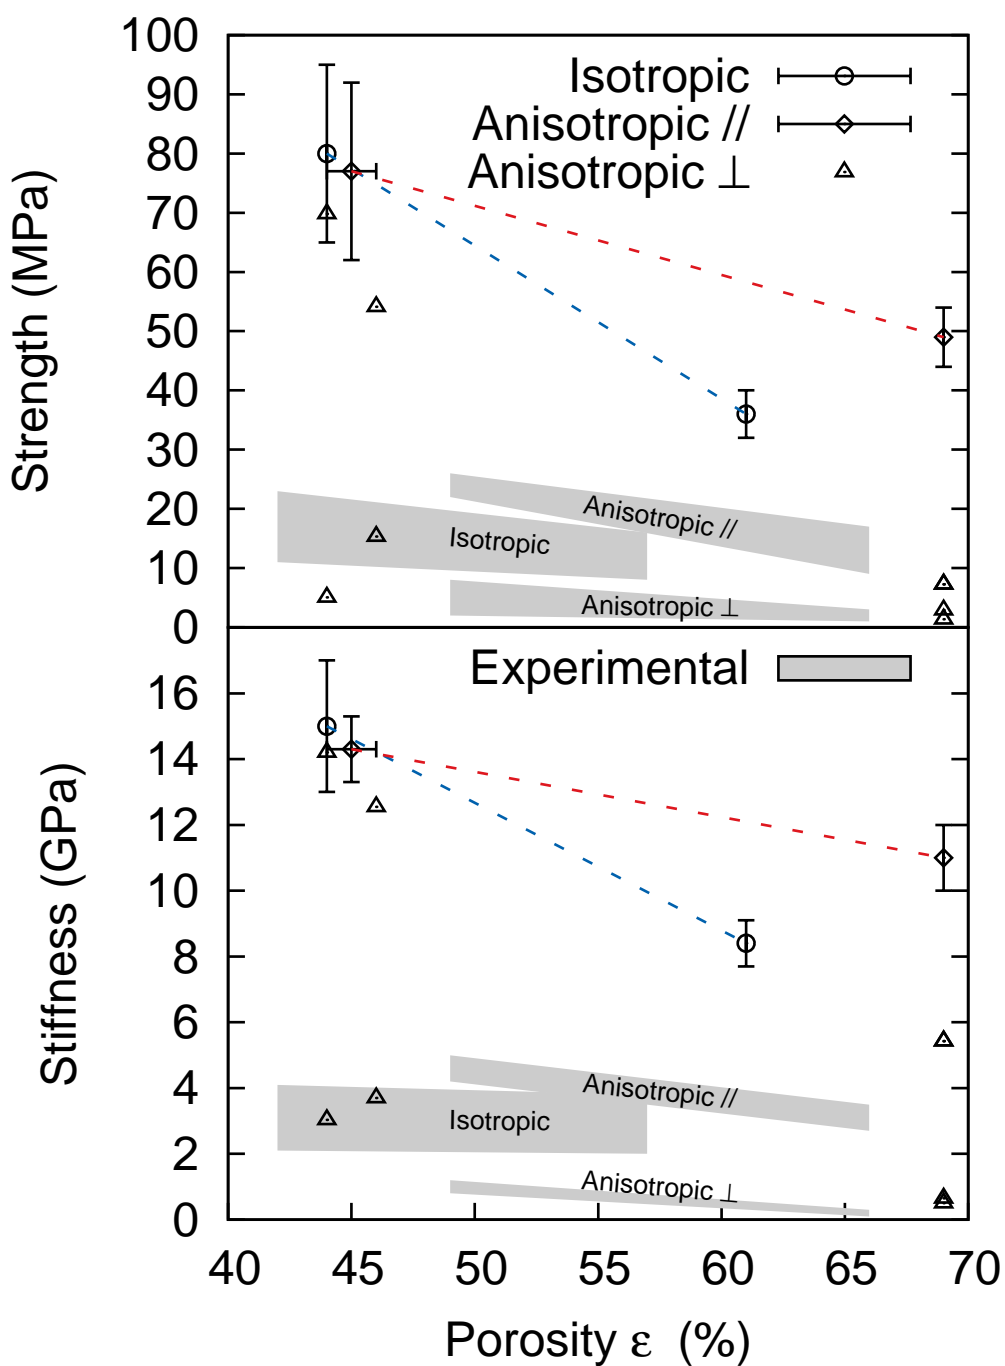 Strength (MPa)
100
90
80
70
60
50
40
30
20
10
0
Isotropic
Anisotropic //
Anisotropic ⊥
Anisotropic //
Isotropic
Anisotropic ⊥
Stiffness (GPa)
16
14
12
10
8
6
4
2
0
Experimental
Anisotropic //
Isotropic
Anisotropic ⊥
40 45 50 55 60 65 70
Porosity ε (%)